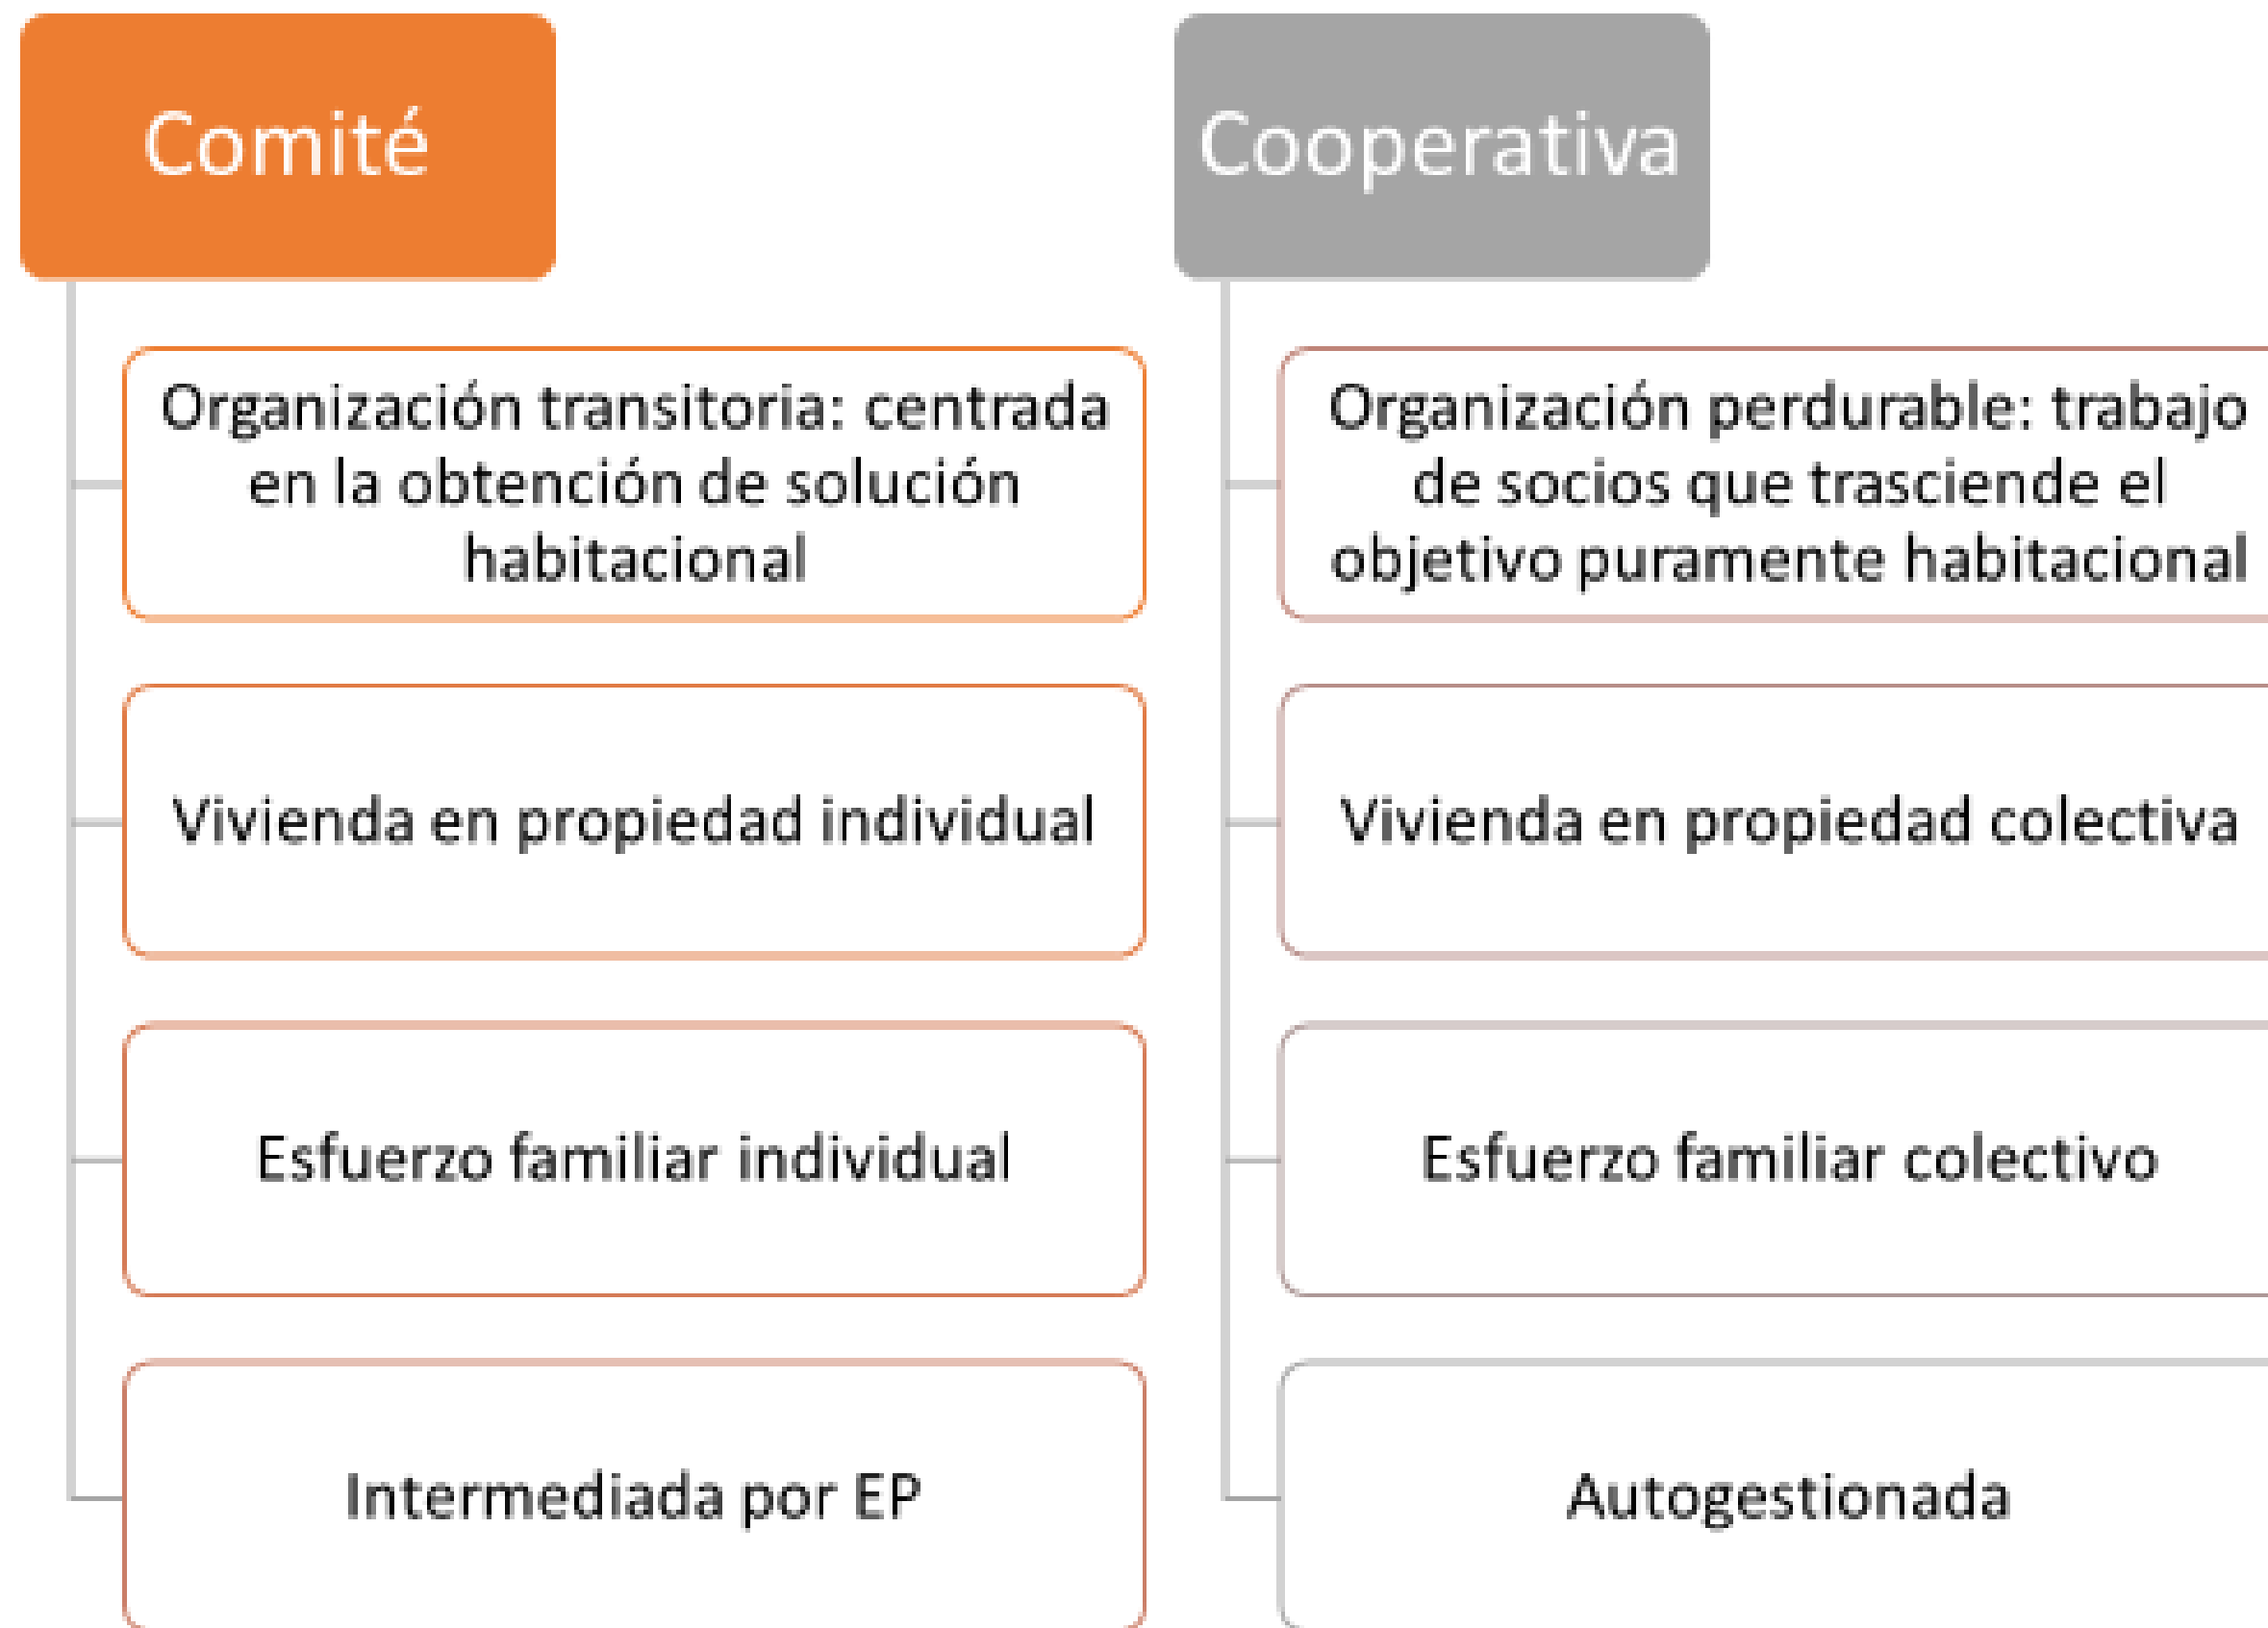 Comité
Organización transitoria: centrada
en la obtención de solución
habitacional
Vivienda en propiedad individual
Esfuerzo familiar individual
Intermediada por EP
Cooperativa
Organización perdurable: trabajo
de socios que trasciende el
objetivo puramente habitacional
Vivienda en propiedad colectiva
Esfuerzo familiar colectivo
Autogestionada